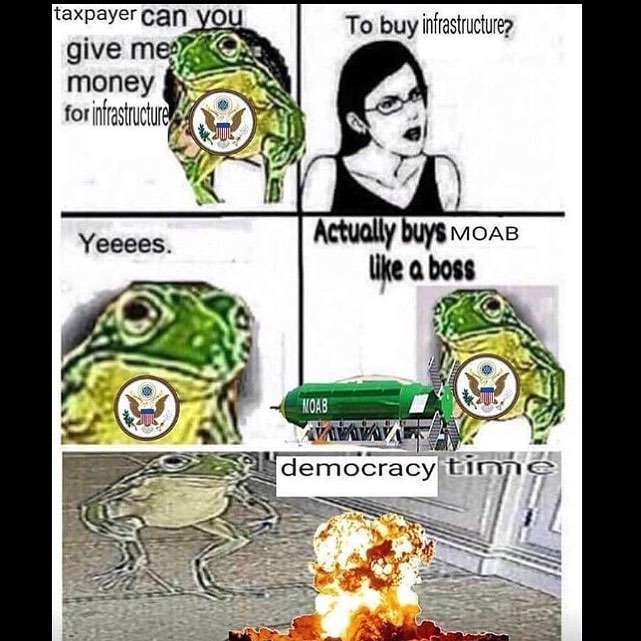 taxpayer can you
give me
money
for infrastructure
To buy infrastructure?
Yeeees.
Actually buys MOAB
like a boss
MOAB
democracy time